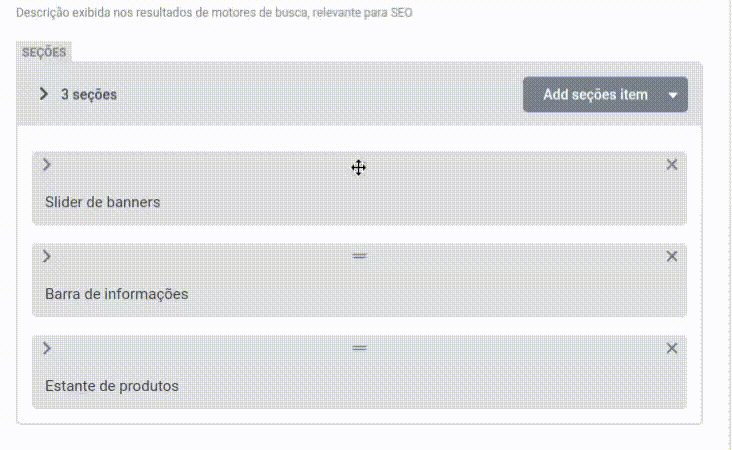 Descrição exibida nos resultados de motores de busca, relevante para SEO
SEÇÕES
3 seções
Add seções item
Slider de banners
Barra de informações
Estante de produtos